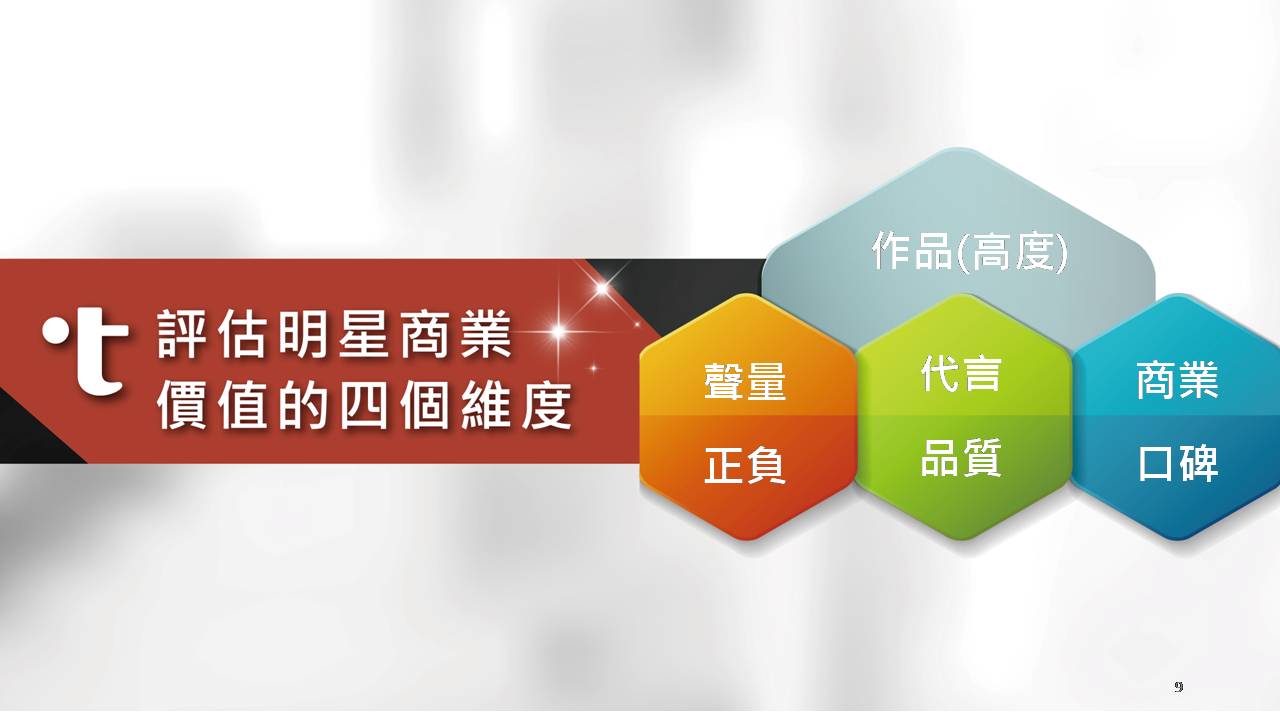 評估明星商業
價值的四個維度
作品(高度)
聲量
正負
代言
品質
商業
口碑
9